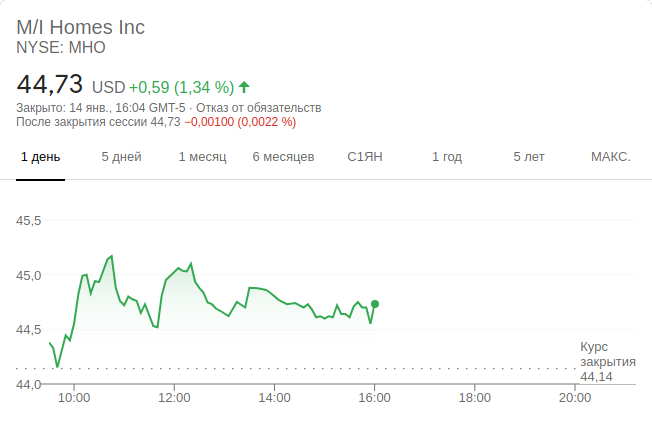 M/I Homes Inc
NYSE: MHO
44,73 USD +0,59 (1,34 %)
Закрыто: 14 янв., 16:04 GMT-5 · Отказ от обязательств
После закрытия сессии 44,73 −0,00100 (0,0022 %)
1 день 5 дней 1 месяц 6 месяцев С1ЯН 1 год 5 лет МАКС.
45,5
45,0
44,5
Курс
закрытия
44,14
44,0
10:00 12:00 14:00 16:00 18:00 20:00